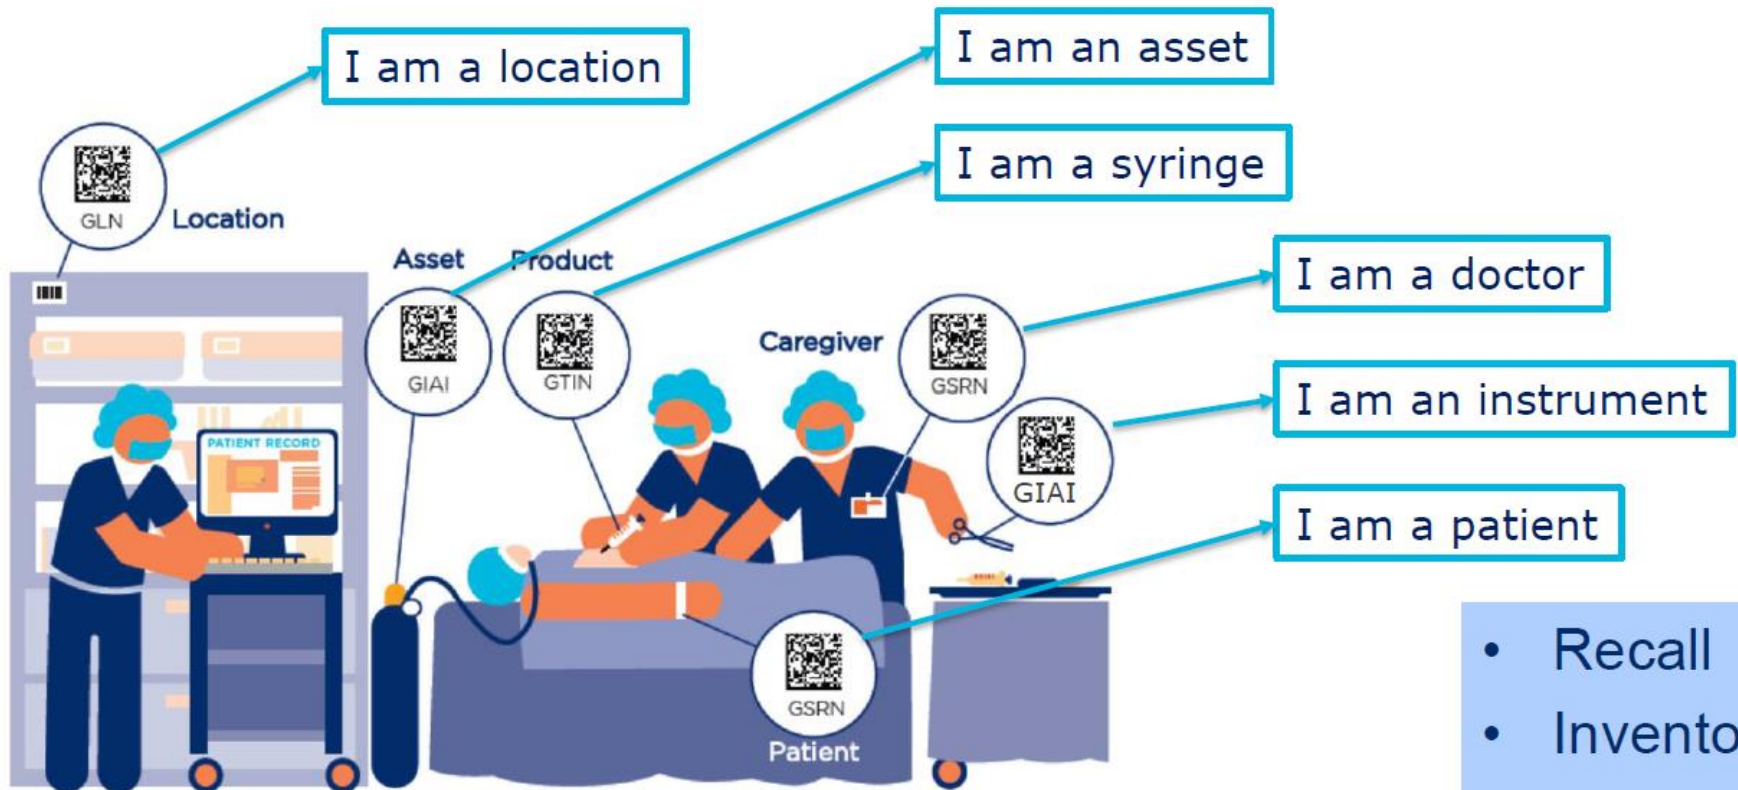 I am a location
I am an asset
I am a syringe
GLN
Location
Asset
Product
I am a doctor
GIAI
GTIN
Caregiver
GSRN
I am an instrument
PATIENT RECORD
GIAI
I am a patient
GSRN
Patient
• Recall
• Invento